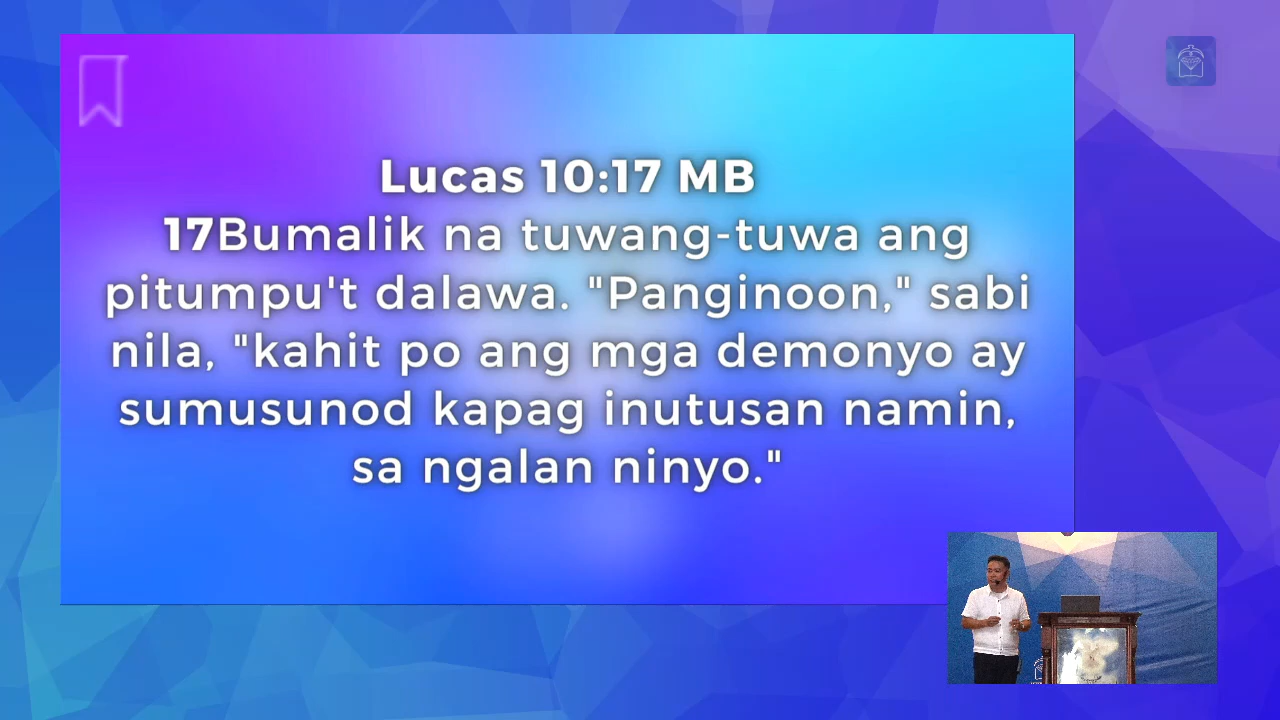 Lucas 10:17 MB
17Bumalik na tuwang-tuwa ang
pitumpu't dalawa. "Panginoon," sabi
nila, "kahit po ang mga demonyo ay
sumusunod kapag inutusan namin,
sa ngalan ninyo."